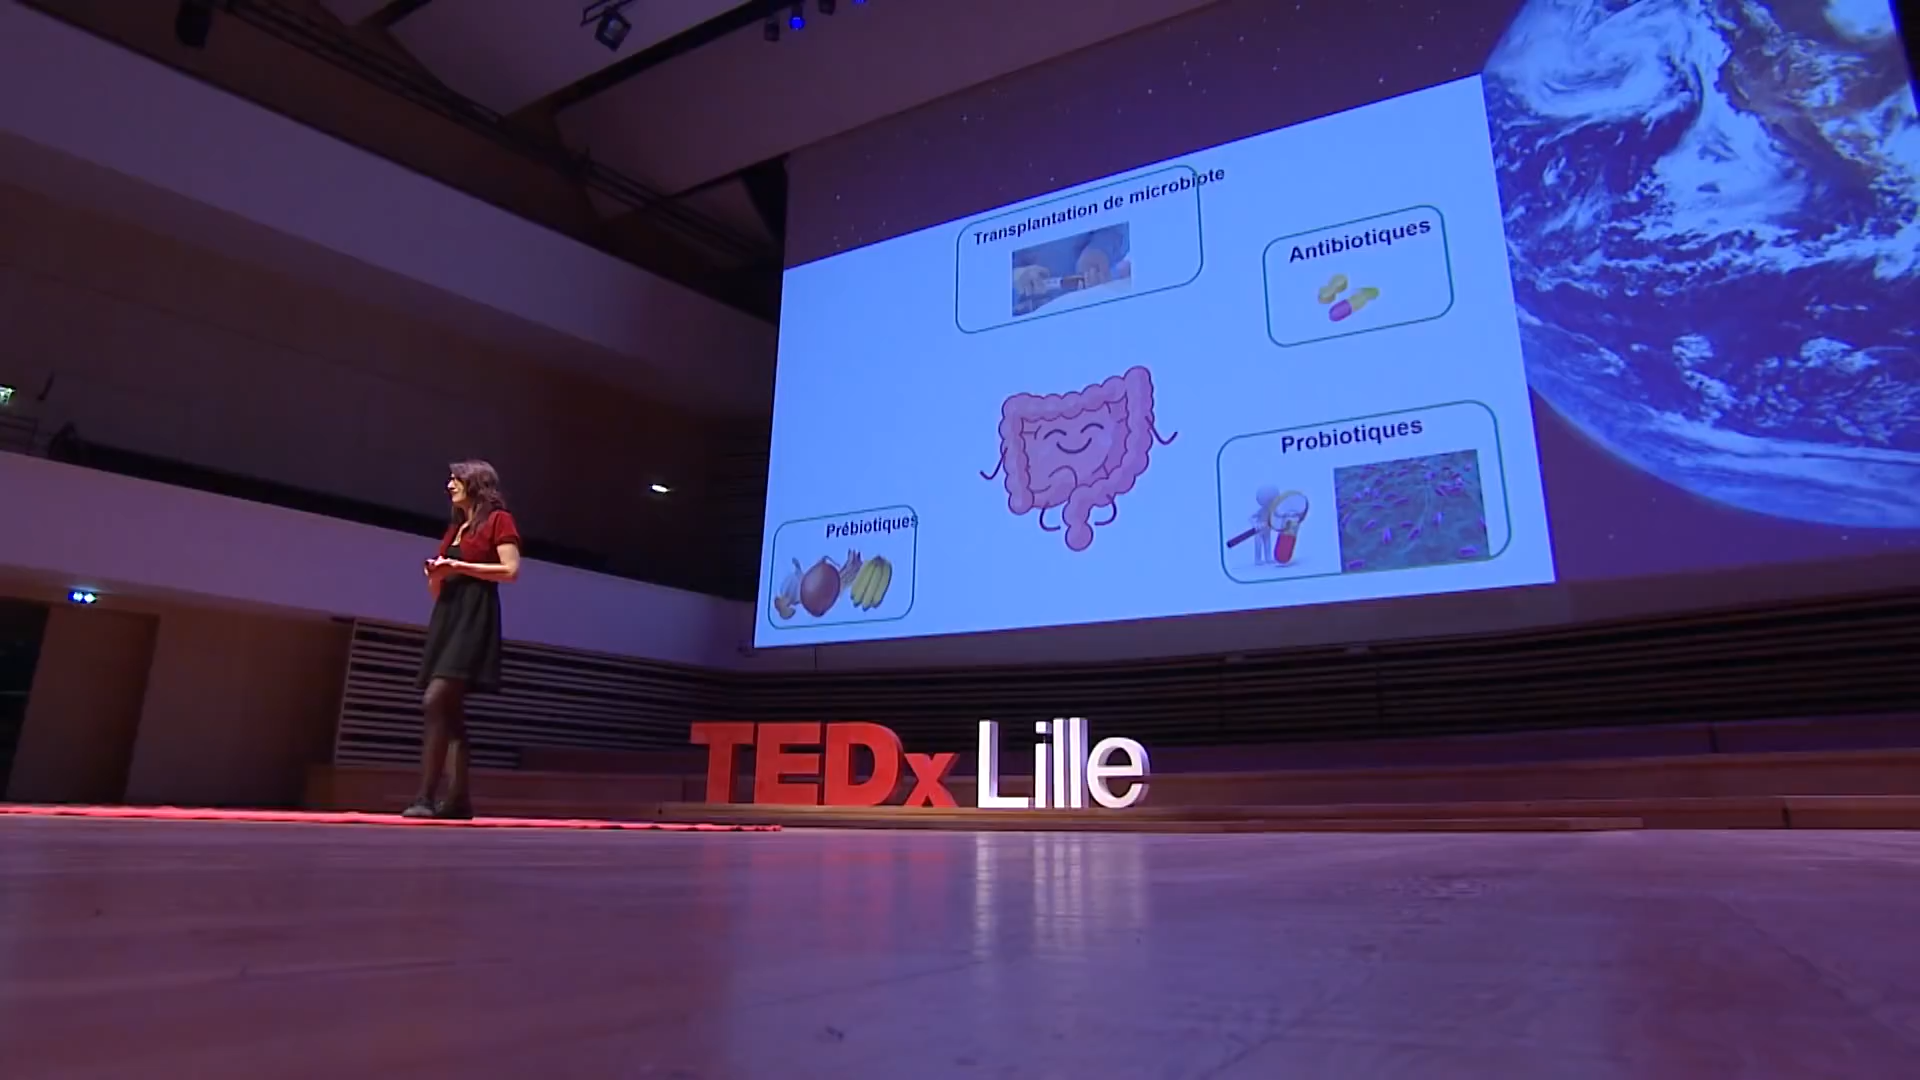 Transplantation de microbiote
Antibiotiques
Probiotiques
Prébiotiques
TEDx Lille